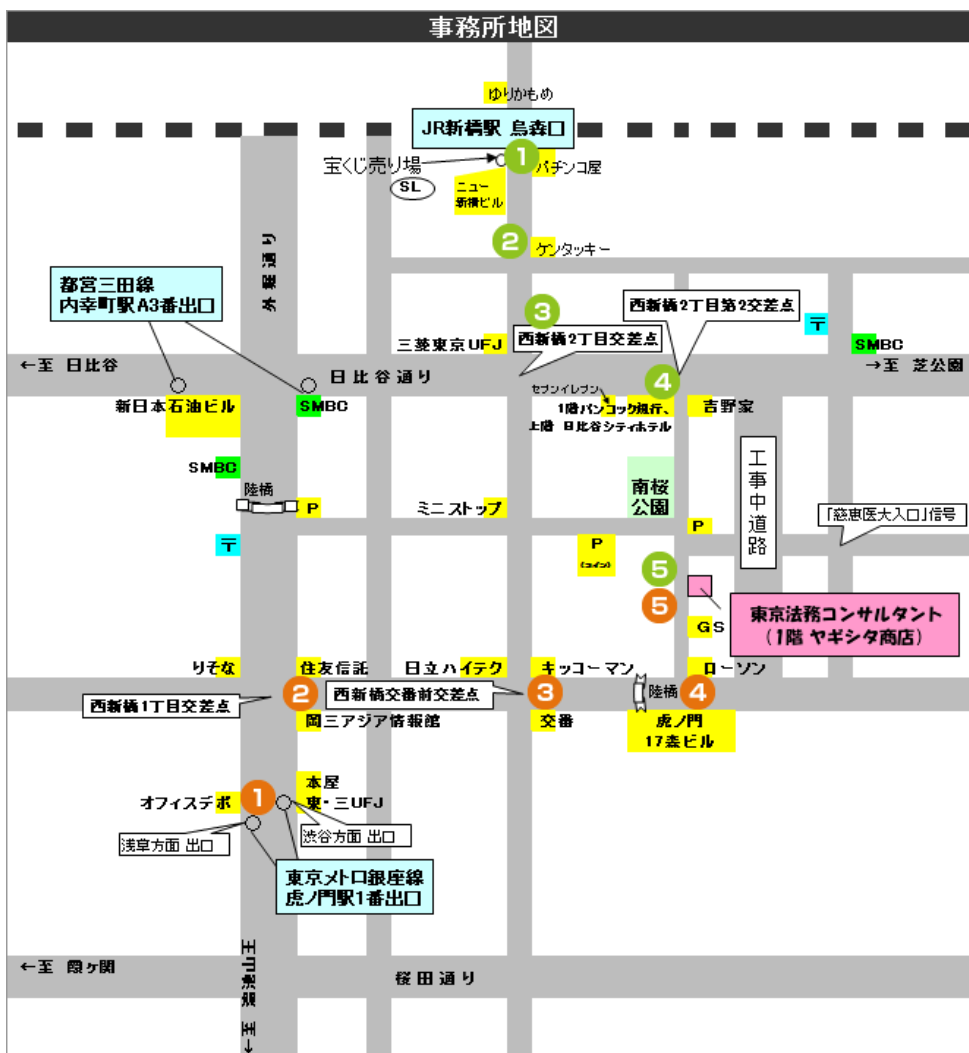 事務所地図
ゆりかもめ
JR新橋駅 烏森口
宝くじ売り場
1
パチンコ屋
SL
ニュー
新橋ビル
外堀通り
2
ケンタッキー
都営三田線
内幸町駅A3番出口
西新橋2丁目第2交差点
3
〒
三菱東京UFJ
西新橋2丁目交差点
SMBC
←至 日比谷
日比谷通り
→至 芝公園
4
セブンイレブン
新日本石油ビル
SMBC
1階バンコック銀行、
上階 日比谷シティホテル
吉野家
SMBC
陸橋
P
ミニストップ
南桜
公園
工事中道路
P
「慈恵医大入口」信号
〒
P
(コイン)
5
5
東京法務コンサルタント
(1階 ヤギシタ商店)
GS
りそな
住友信託
日立ハイテク
キッコーマン
ローソン
西新橋1丁目交差点
2
西新橋交番前交差点
3
陸橋
4
岡三アジア情報館
交番
虎ノ門
17森ビル
本屋
オフィスデポ
1
東・三UFJ
浅草方面 出口
渋谷方面 出口
東京メトロ銀座線
虎ノ門駅1番出口
←至 霞ヶ関
桜田通り
←至 溜池山王